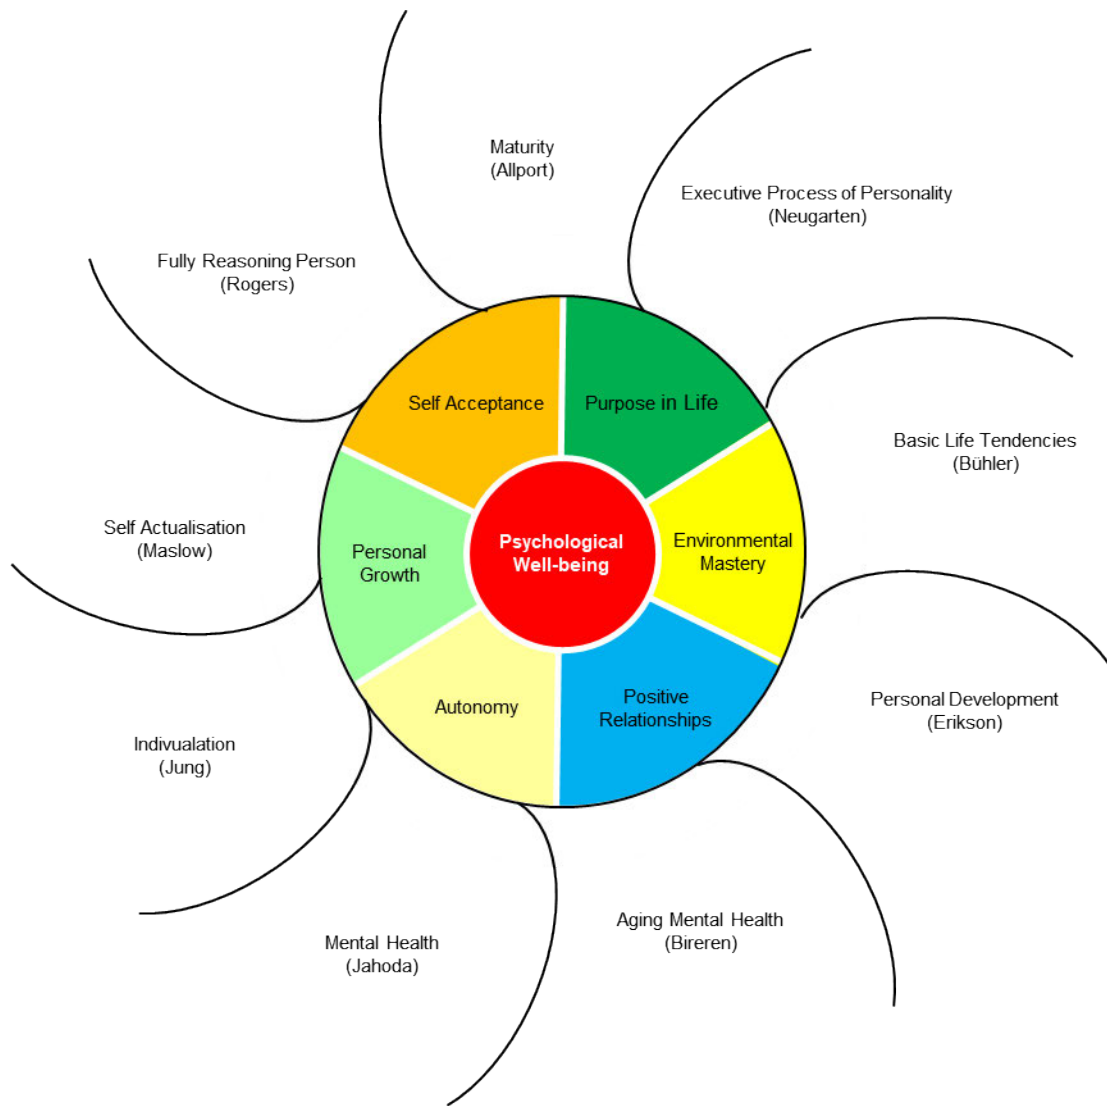 Maturity
(Allport)
Executive Process of Personality
(Neugarten)
Fully Reasoning Person
(Rogers)
Self Acceptance
Purpose in Life
Basic Life Tendencies
(Bühler)
Self Actualisation
(Maslow)
Personal
Growth
Psychological
Well-being
Environmental
Mastery
Autonomy
Positive
Relationships
Personal Development
(Erikson)
Indivualation
(Jung)
Mental Health
(Jahoda)
Aging Mental Health
(Bireren)